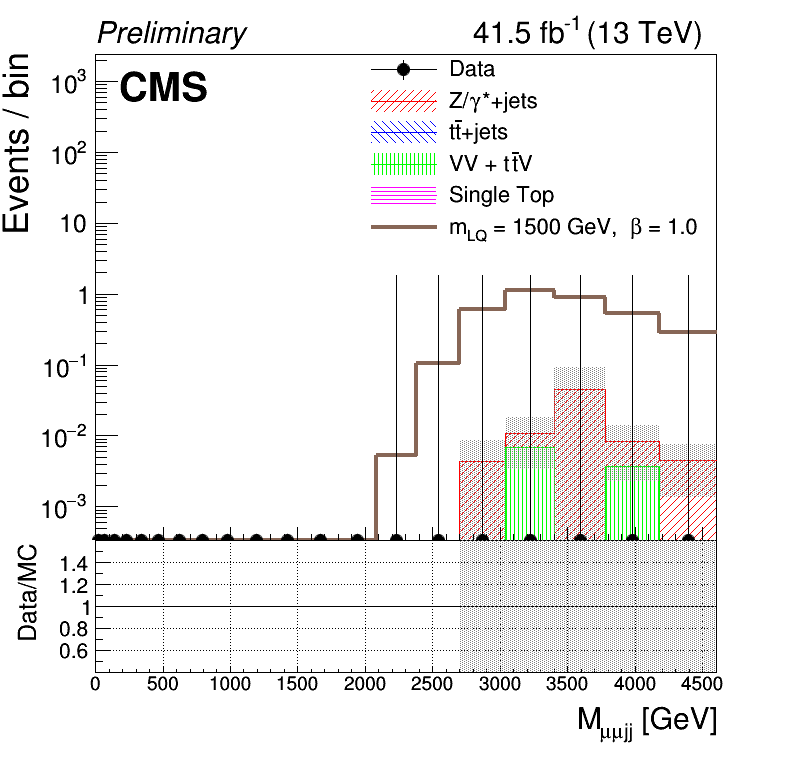 Preliminary 41.5 fb⁻¹ (13 TeV)
CMS
Data
Z/γ*+jets
tt̄+jets
VV + tt̄V
Single Top
m_LQ = 1500 GeV, β = 1.0
Events / bin
10³
10²
10
1
10⁻¹
10⁻²
10⁻³
Data/MC
1.4
1.2
1
0.8
0.6
0 500 1000 1500 2000 2500 3000 3500 4000 4500
M_μμjj [GeV]